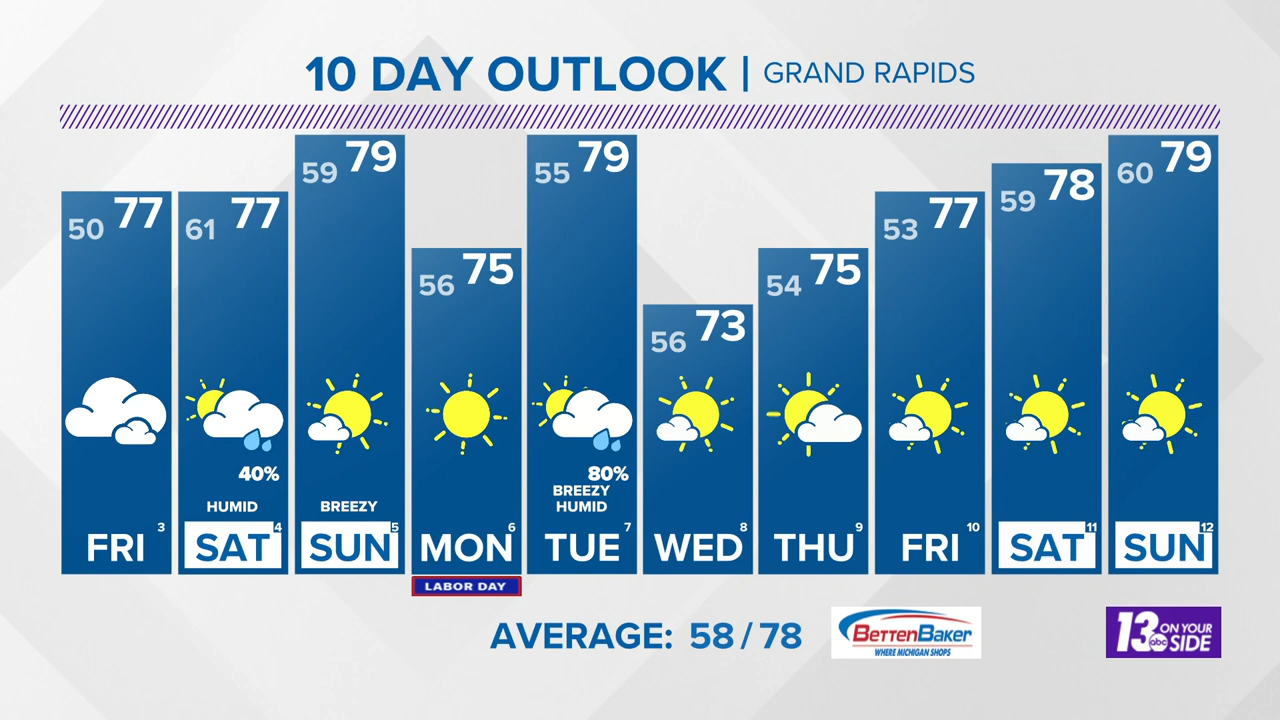 10 DAY OUTLOOK | GRAND RAPIDS
50 77
61 77
59 79
56 75
55 79
56 73
54 75
53 77
59 78
60 79
40%
HUMID
BREEZY
80%
BREEZY
HUMID
FRI 3
SAT 4
SUN 5
MON 6
TUE 7
WED 8
THU 9
FRI 10
SAT 11
SUN 12
LABOR DAY
AVERAGE: 58 / 78
BettenBaker
WHERE MICHIGAN SHOPS
13 abc ON YOUR SIDE